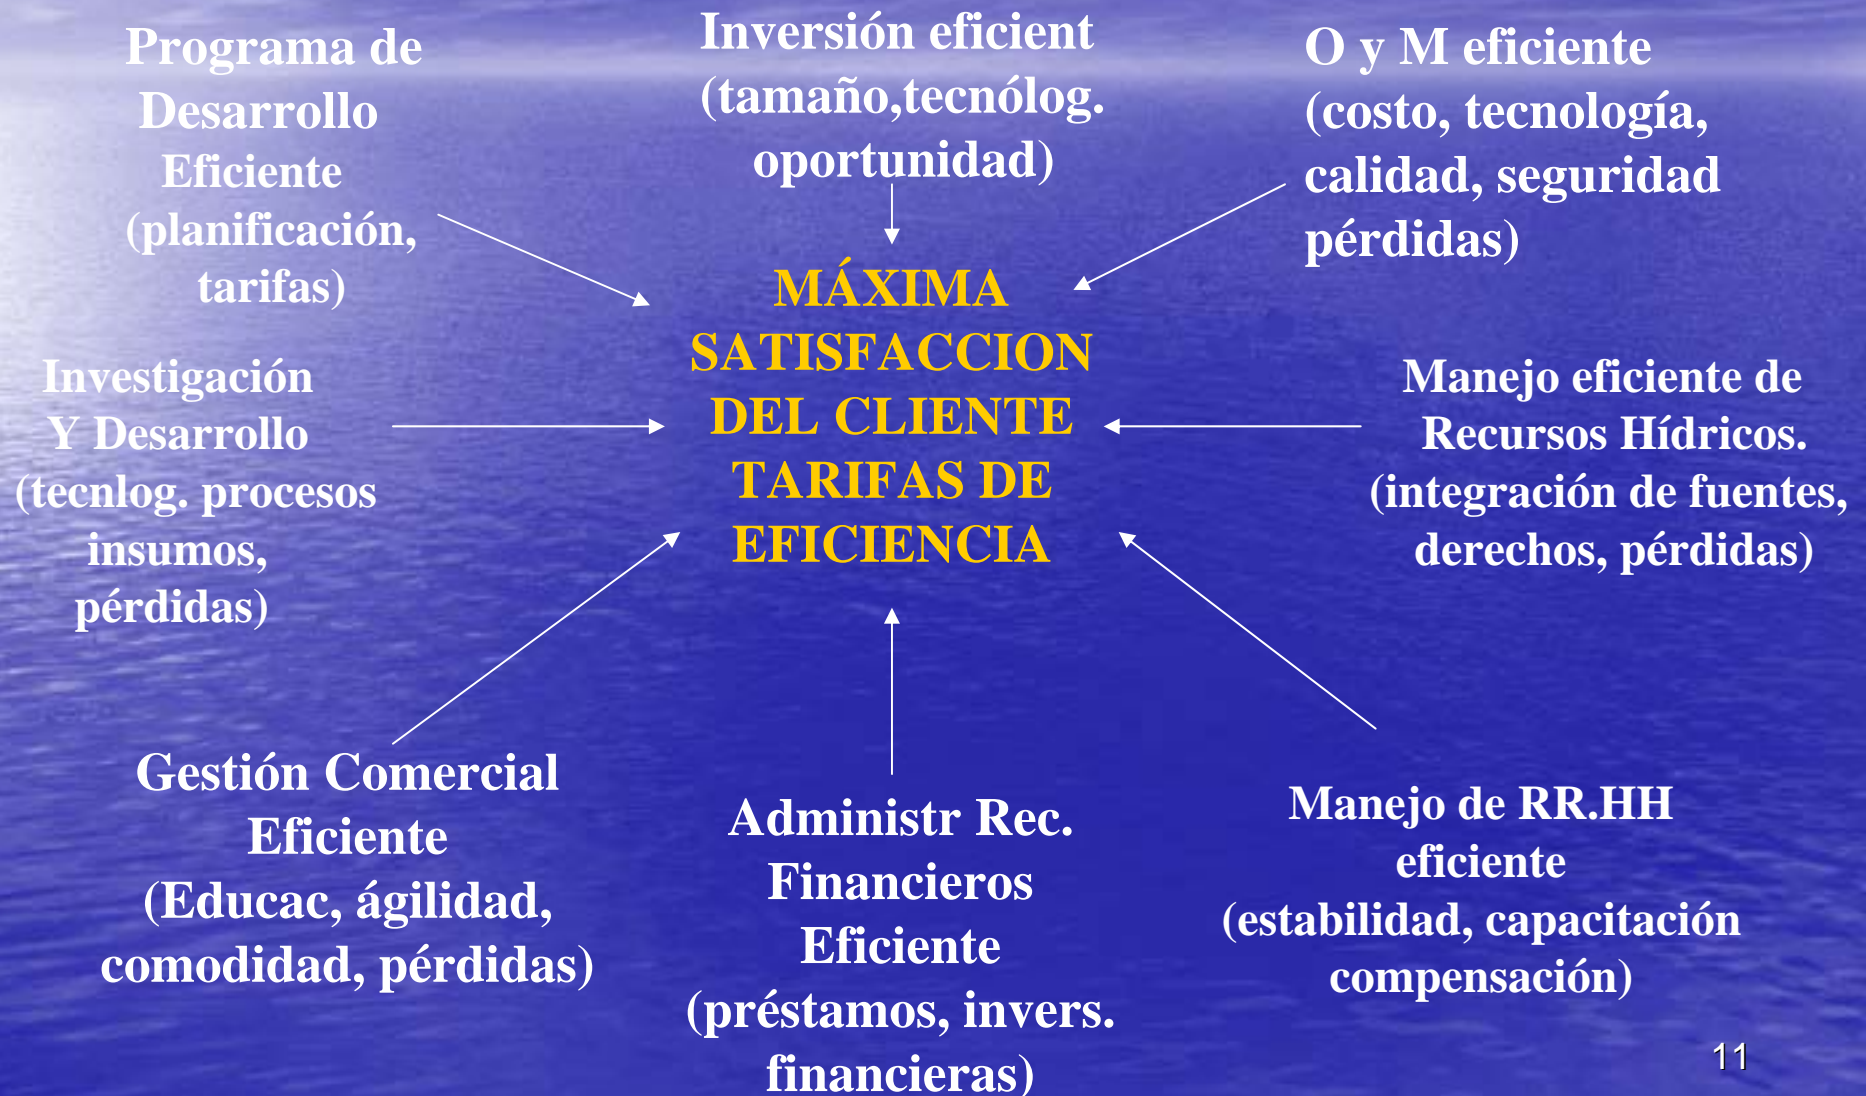 Programa de
Desarrollo
Eficiente
(planificación,
tarifas)
Inversión eficient
(tamaño,tecnólog.
oportunidad)
O y M eficiente
(costo, tecnología,
calidad, seguridad
pérdidas)
MÁXIMA
SATISFACCION
DEL CLIENTE
TARIFAS DE
EFICIENCIA
Investigación
Y Desarrollo
(tecnlog. procesos
insumos,
pérdidas)
Manejo eficiente de
Recursos Hídricos.
(integración de fuentes,
derechos, pérdidas)
Gestión Comercial
Eficiente
(Educac, ágilidad,
comodidad, pérdidas)
Administr Rec.
Financieros
Eficiente
(préstamos, invers.
financieras)
Manejo de RR.HH
eficiente
(estabilidad, capacitación
compensación)
11